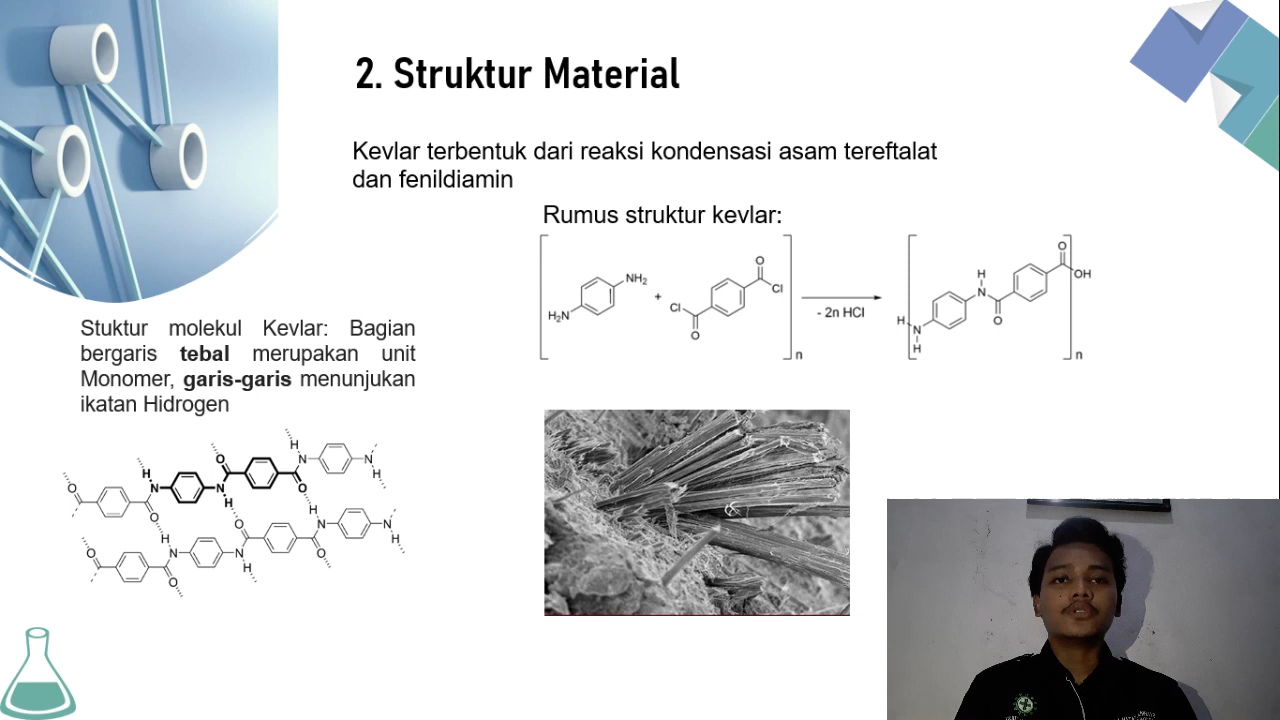 2. Struktur Material
Kevlar terbentuk dari reaksi kondensasi asam tereftalat
dan fenildiamin
Rumus struktur kevlar:
NH₂
H₂N
+
O
Cl
Cl
O
n
- 2n HCl
O
OH
H
N
O
H
N
H
n
Stuktur molekul Kevlar: Bagian
bergaris tebal merupakan unit
Monomer, garis-garis menunjukan
ikatan Hidrogen
O
O
H
N
N
H
O
O
H
N
N
H
O
O
H
N
N
H
O
O
H
N
N
H